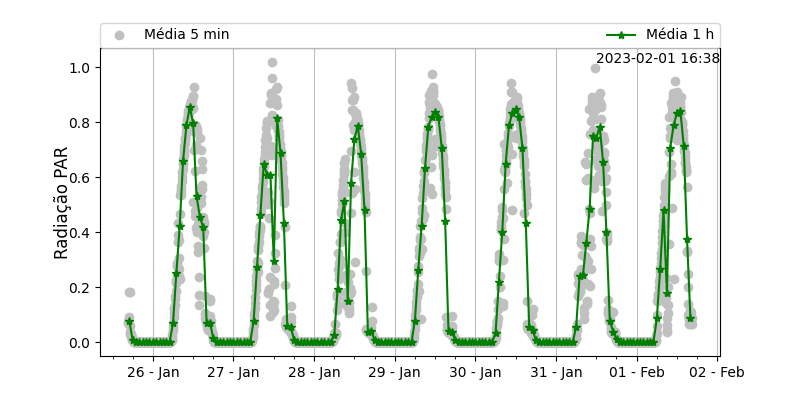 Média 5 min
Média 1 h
2023-02-01 16:38
Radiação PAR
1.0
0.8
0.6
0.4
0.2
0.0
26 - Jan
27 - Jan
28 - Jan
29 - Jan
30 - Jan
31 - Jan
01 - Feb
02 - Feb